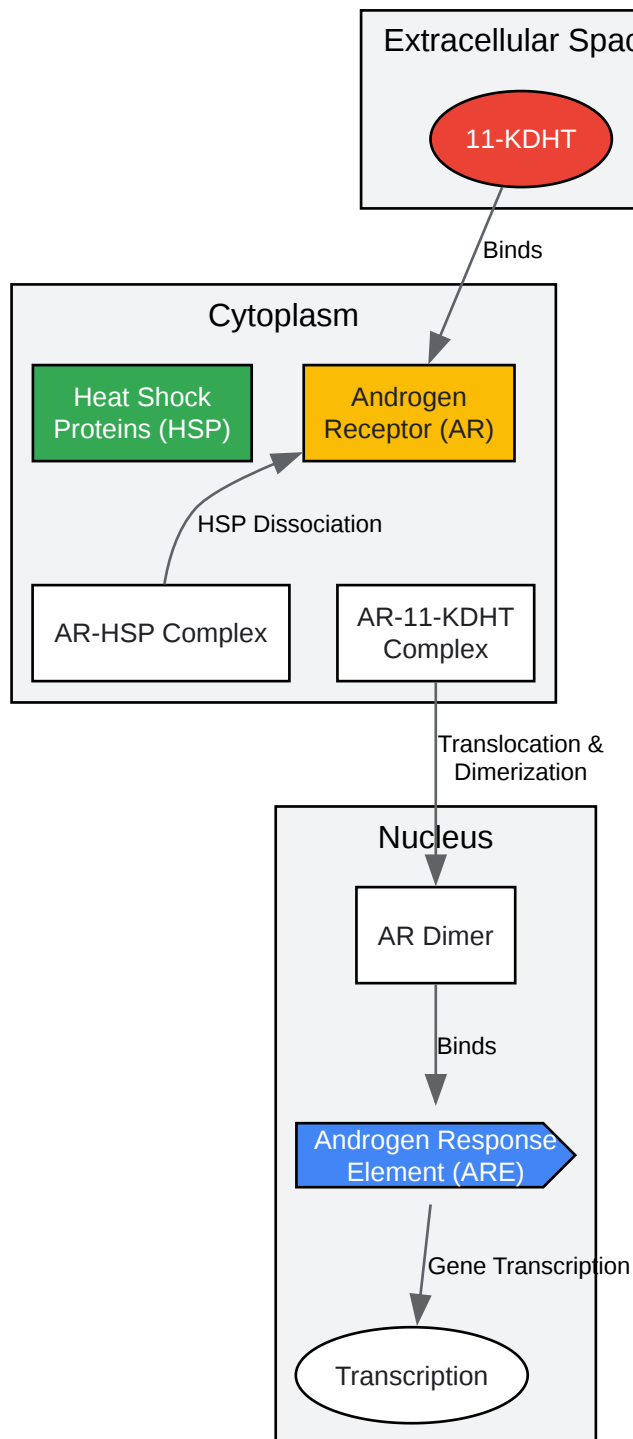 Extracellular Spac
11-KDHT
Binds
Cytoplasm
Heat Shock
Proteins (HSP)
Androgen
Receptor (AR)
HSP Dissociation
AR-HSP Complex
AR-11-KDHT
Complex
Translocation &
Dimerization
Nucleus
AR Dimer
Binds
Androgen Response
Element (ARE)
Gene Transcription
Transcription